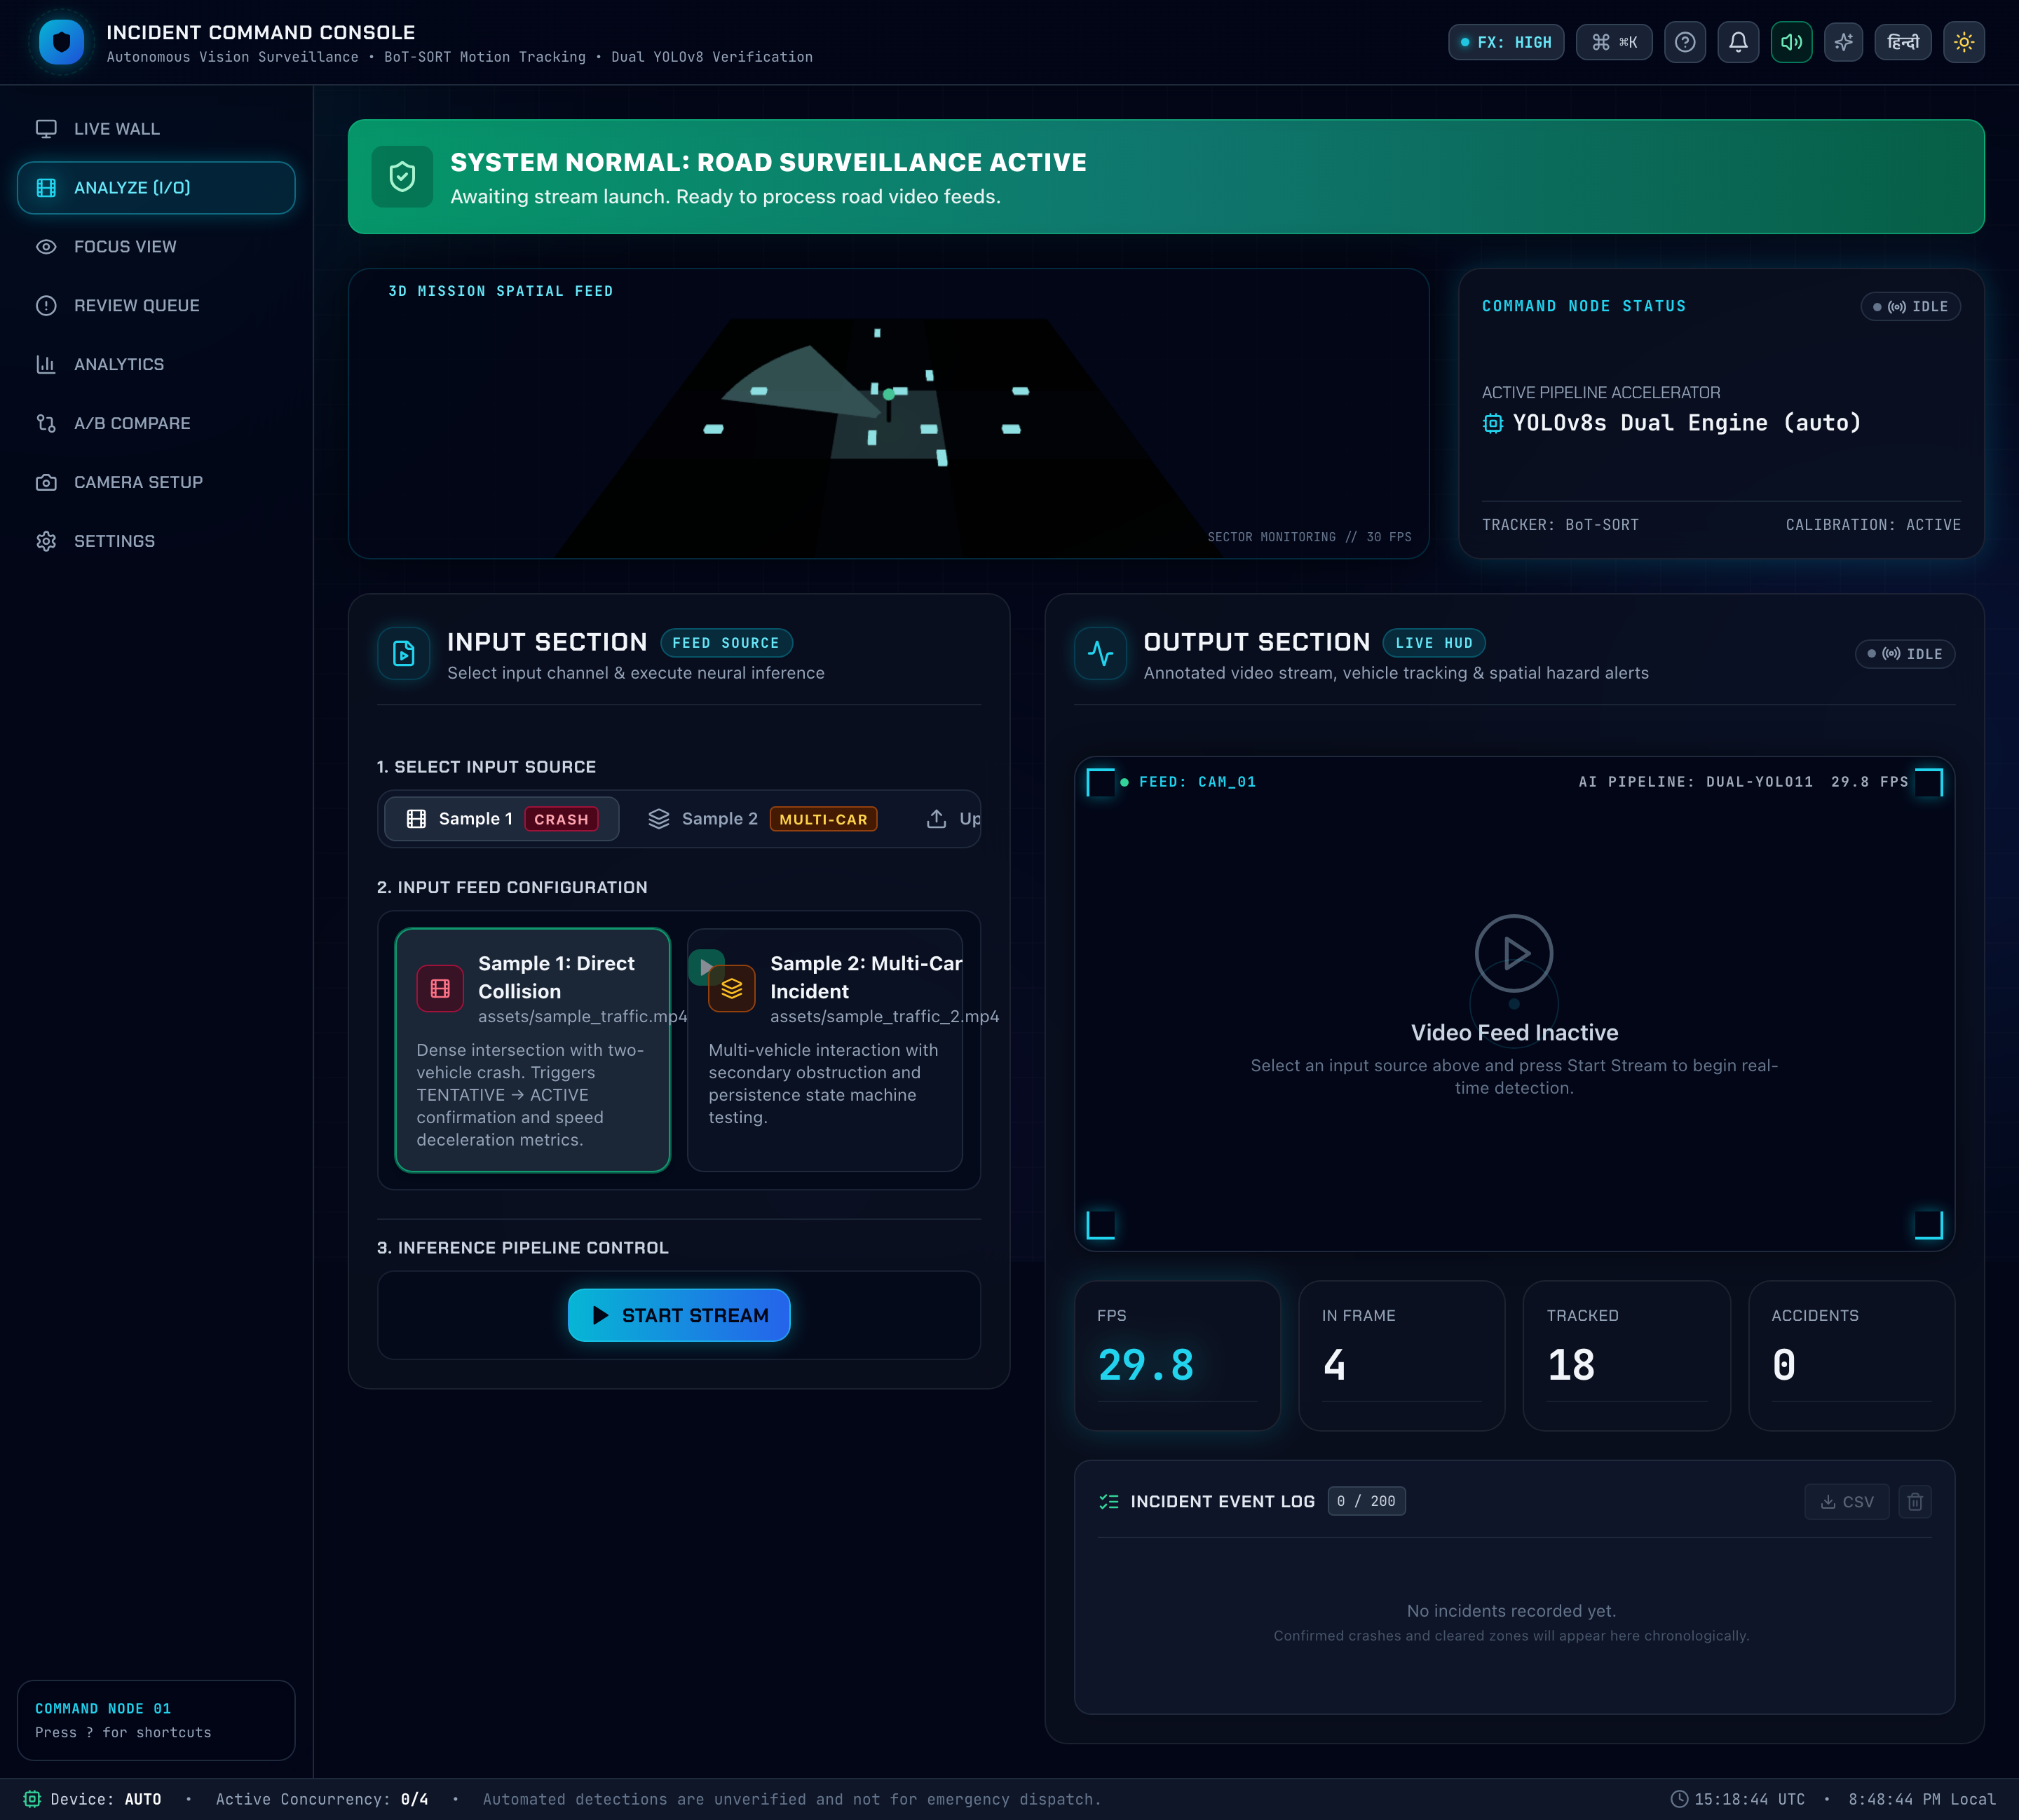 INCIDENT COMMAND CONSOLE
Autonomous Vision Surveillance • BoT-SORT Motion Tracking • Dual YOLOv8 Verification
FX: HIGH
⌘ ⌘K
हिन्दी
LIVE WALL
ANALYZE (I/O)
FOCUS VIEW
REVIEW QUEUE
ANALYTICS
A/B COMPARE
CAMERA SETUP
SETTINGS
COMMAND NODE 01
Press ? for shortcuts
SYSTEM NORMAL: ROAD SURVEILLANCE ACTIVE
Awaiting stream launch. Ready to process road video feeds.
3D MISSION SPATIAL FEED
SECTOR MONITORING // 30 FPS
COMMAND NODE STATUS
IDLE
ACTIVE PIPELINE ACCELERATOR
YOLOv8s Dual Engine (auto)
TRACKER: BoT-SORT
CALIBRATION: ACTIVE
INPUT SECTION
FEED SOURCE
Select input channel & execute neural inference
1. SELECT INPUT SOURCE
Sample 1 CRASH
Sample 2 MULTI-CAR
Up
2. INPUT FEED CONFIGURATION
Sample 1: Direct
Collision
assets/sample_traffic.mp4
Dense intersection with two-
vehicle crash. Triggers
TENTATIVE → ACTIVE
confirmation and speed
deceleration metrics.
Sample 2: Multi-Car
Incident
assets/sample_traffic_2.mp4
Multi-vehicle interaction with
secondary obstruction and
persistence state machine
testing.
3. INFERENCE PIPELINE CONTROL
START STREAM
OUTPUT SECTION
LIVE HUD
Annotated video stream, vehicle tracking & spatial hazard alerts
IDLE
FEED: CAM_01
AI PIPELINE: DUAL-YOLO11 29.8 FPS
Video Feed Inactive
Select an input source above and press Start Stream to begin real-
time detection.
FPS
29.8
IN FRAME
4
TRACKED
18
ACCIDENTS
0
INCIDENT EVENT LOG
0 / 200
CSV
No incidents recorded yet.
Confirmed crashes and cleared zones will appear here chronologically.
Device: AUTO • Active Concurrency: 0/4 • Automated detections are unverified and not for emergency dispatch.
15:18:44 UTC • 8:48:44 PM Local